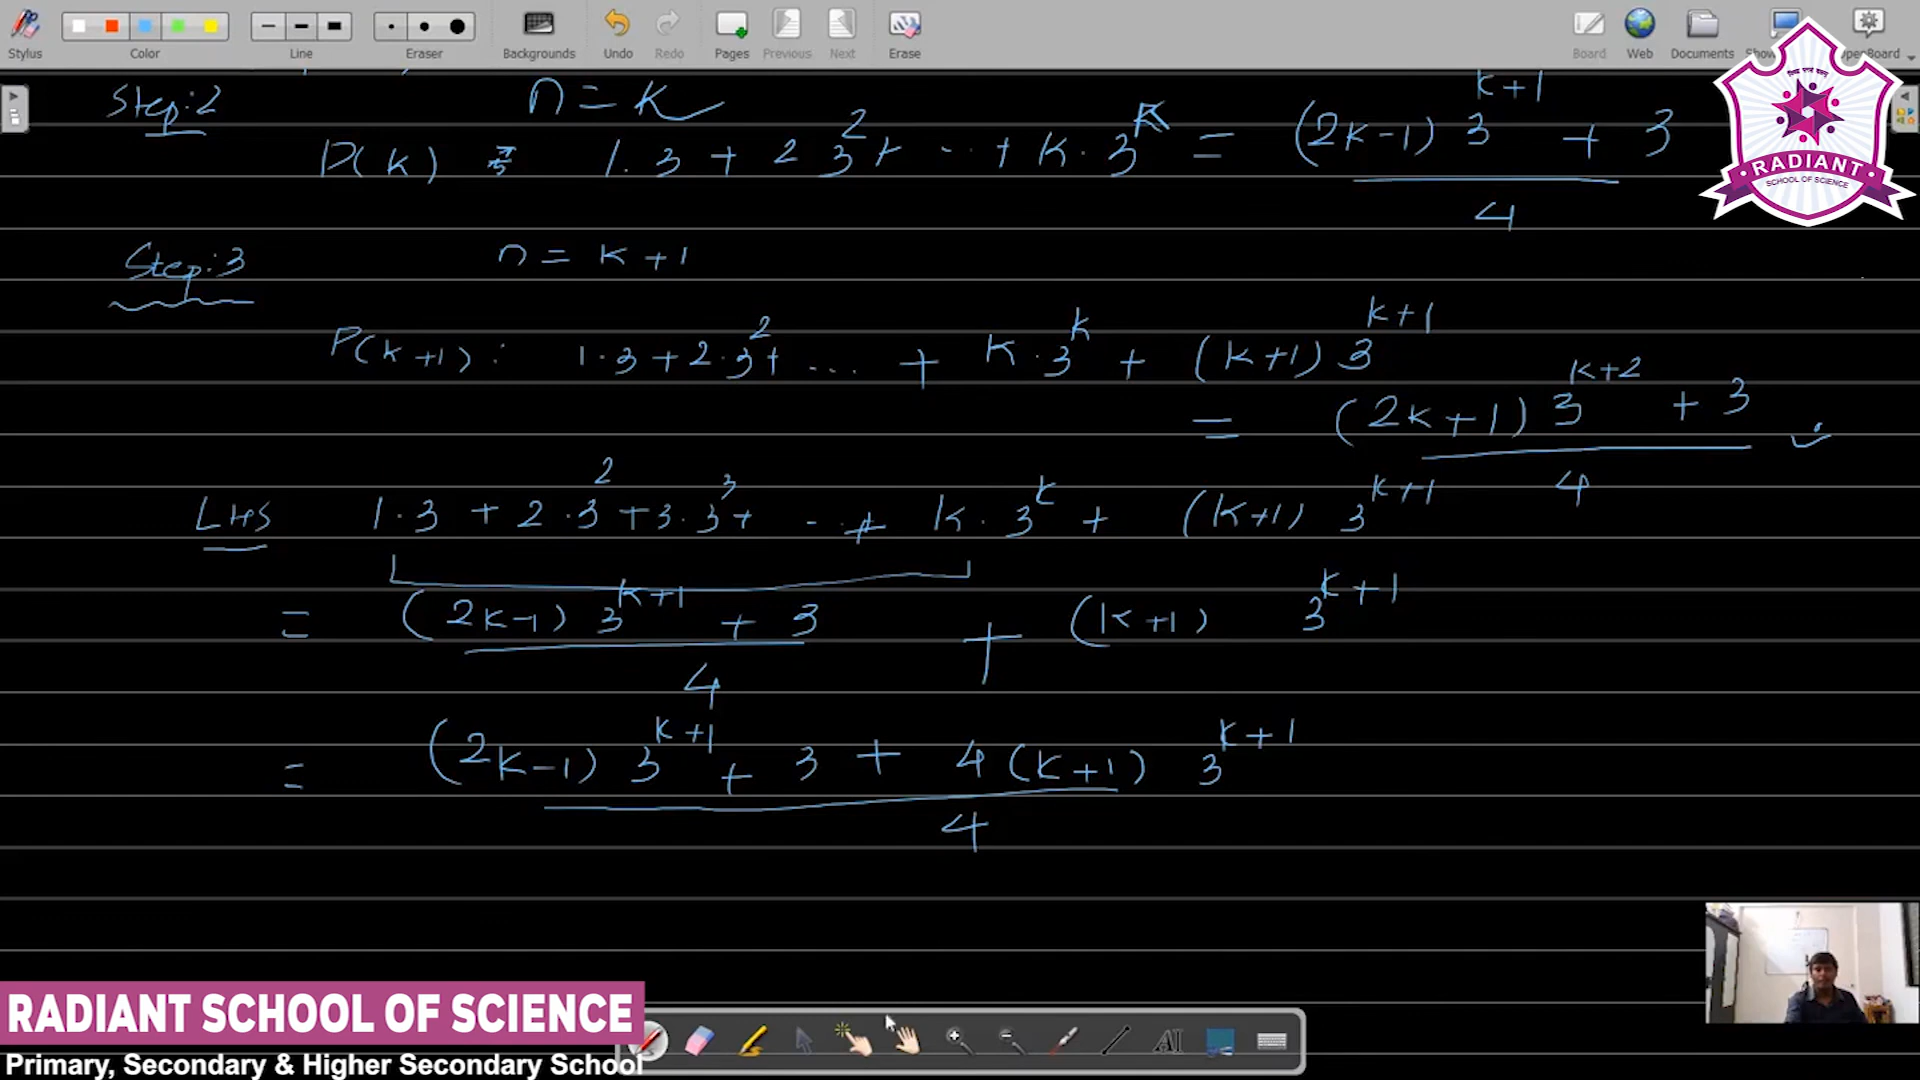 Stylus Color Line Eraser Backgrounds Undo Redo Pages Previous Next Erase Board Web Documents
Step:2 n = k
P(k) = 1.3 + 2 3^2 + ... + k.3^k = ((2k-1) 3^(k+1) + 3)/4
Step:3 n = k+1
P(k+1): 1.3 + 2.3^2 + ... + k.3^k + (k+1) 3^(k+1)
= ((2k+1) 3^(k+2) + 3)/4
LHS 1.3 + 2.3^2 + 3.3^3 + ... + k.3^k + (k+1) 3^(k+1)
= ((2k-1) 3^(k+1) + 3)/4 + (k+1) 3^(k+1)
= ((2k-1) 3^(k+1) + 3 + 4(k+1) 3^(k+1))/4
RADIANT
SCHOOL OF SCIENCE
RADIANT SCHOOL OF SCIENCE
Primary, Secondary & Higher Secondary School